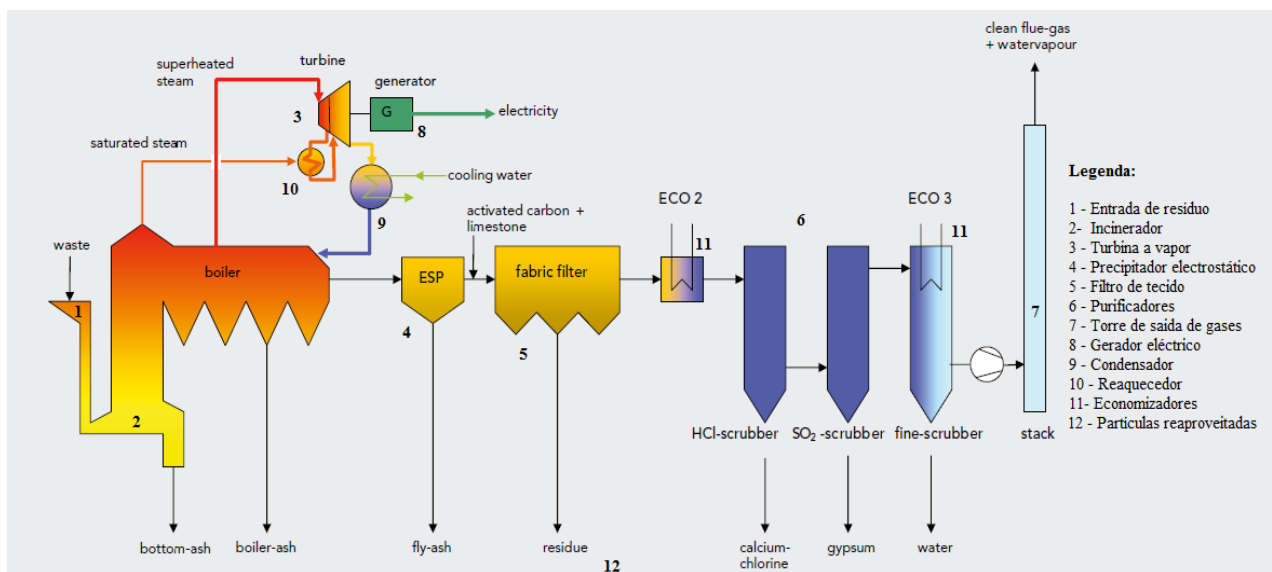 clean flue-gas
+ watervapour
turbine
superheated
steam
generator
3
G
electricity
8
saturated steam
10
cooling water
9
activated carbon +
limestone
ECO 2
6
ECO 3
11
11
waste
boiler
ESP
fabric filter
1
4
5
7
2
HCl-scrubber
SO₂ -scrubber
fine-scrubber
stack
bottom-ash
boiler-ash
fly-ash
residue
12
calcium-
chlorine
gypsum
water
Legenda:
1 - Entrada de resíduo
2- Incinerador
3 - Turbina a vapor
4 - Precipitador electrostático
5 - Filtro de tecido
6 - Purificadores
7 - Torre de saída de gases
8 - Gerador eléctrico
9 - Condensador
10 - Reaquecedor
11- Economizadores
12 - Partículas reaproveitadas